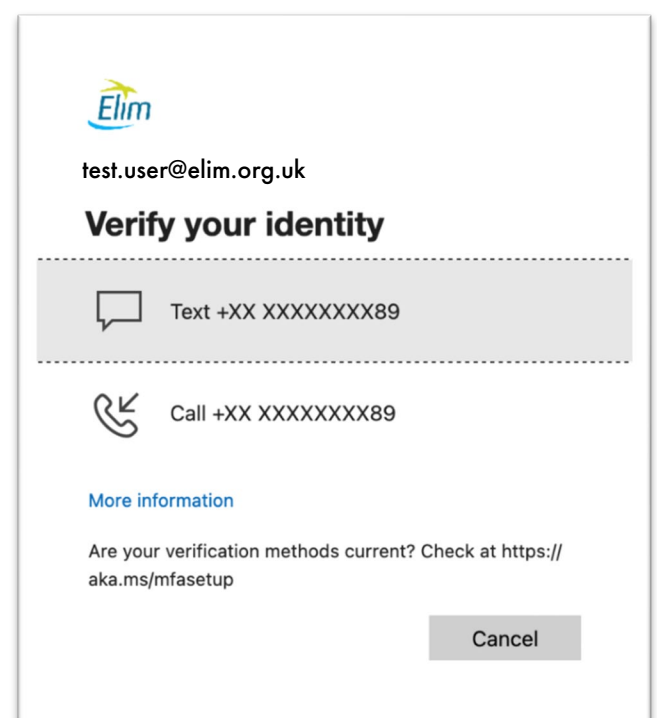 Elim
test.user@elim.org.uk
Verify your identity
Text +XX XXXXXXXX89
Call +XX XXXXXXXX89
More information
Are your verification methods current? Check at https://
aka.ms/mfasetup
Cancel